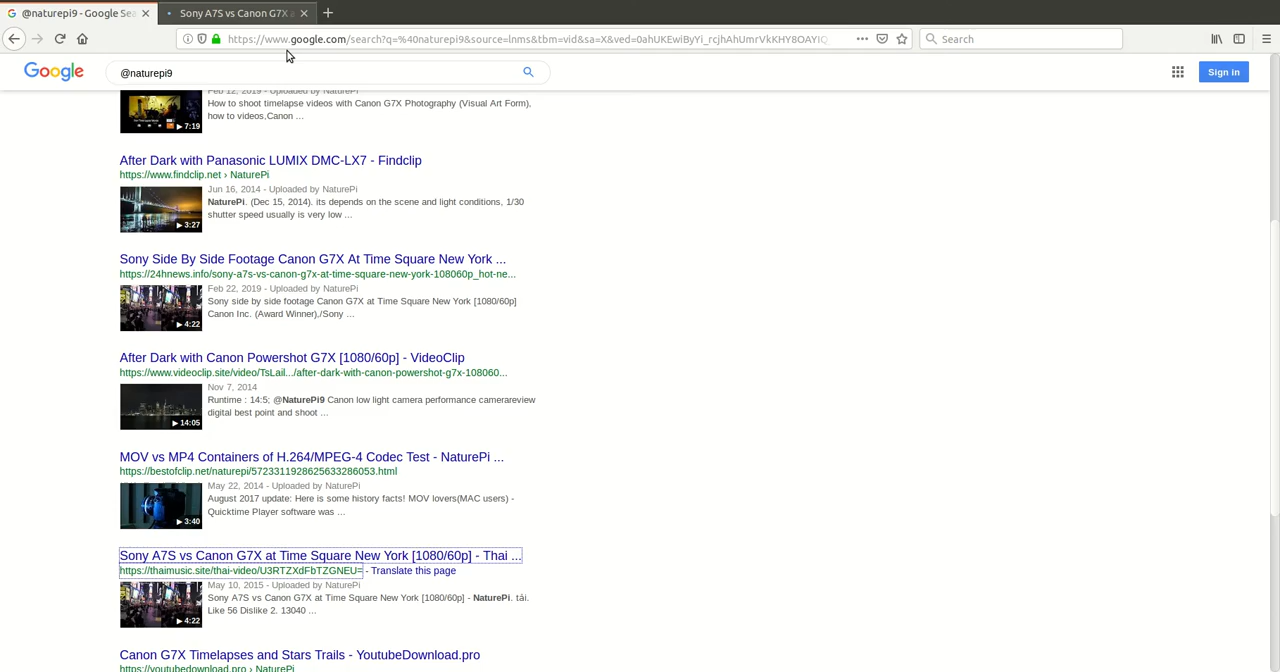 @naturepi9 - Google Sea
Sony A7S vs Canon G7X a
https://www.google.com/search?q=%40naturepi9&source=lnms&tbm=vid&sa=X&ved=0ahUKEwiByYi_rcjhAhUmrVkKHY8OAYIQ
Search
Google
@naturepi9
Sign in
Feb 12, 2019 - Uploaded by NaturePi
How to shoot timelapse videos with Canon G7X Photography (Visual Art Form),
how to videos,Canon ...
7:19
After Dark with Panasonic LUMIX DMC-LX7 - Findclip
https://www.findclip.net › NaturePi
Jun 16, 2014 - Uploaded by NaturePi
NaturePi. (Dec 15, 2014). its depends on the scene and light conditions, 1/30
shutter speed usually is very low ...
3:27
Sony Side By Side Footage Canon G7X At Time Square New York ...
https://24hnews.info/sony-a7s-vs-canon-g7x-at-time-square-new-york-108060p_hot-ne...
Feb 22, 2019 - Uploaded by NaturePi
Sony side by side footage Canon G7X at Time Square New York [1080/60p]
Canon Inc. (Award Winner),/Sony ...
4:22
After Dark with Canon Powershot G7X [1080/60p] - VideoClip
https://www.videoclip.site/video/TsLail.../after-dark-with-canon-powershot-g7x-108060...
Nov 7, 2014
Runtime : 14:5; @NaturePi9 Canon low light camera performance camerareview
digital best point and shoot ...
14:05
MOV vs MP4 Containers of H.264/MPEG-4 Codec Test - NaturePi ...
https://bestofclip.net/naturepi/5723311928625633286053.html
May 22, 2014 - Uploaded by NaturePi
August 2017 update: Here is some history facts! MOV lovers(MAC users) -
Quicktime Player software was ...
3:40
Sony A7S vs Canon G7X at Time Square New York [1080/60p] - Thai ...
https://thaimusic.site/thai-video/U3RTZXdFbTZGNEU= - Translate this page
May 10, 2015 - Uploaded by NaturePi
Sony A7S vs Canon G7X at Time Square New York [1080/60p] - NaturePi. tải.
Like 56 Dislike 2. 13040 ...
4:22
Canon G7X Timelapses and Stars Trails - YoutubeDownload.pro
https://youtubedownload.pro › NaturePi